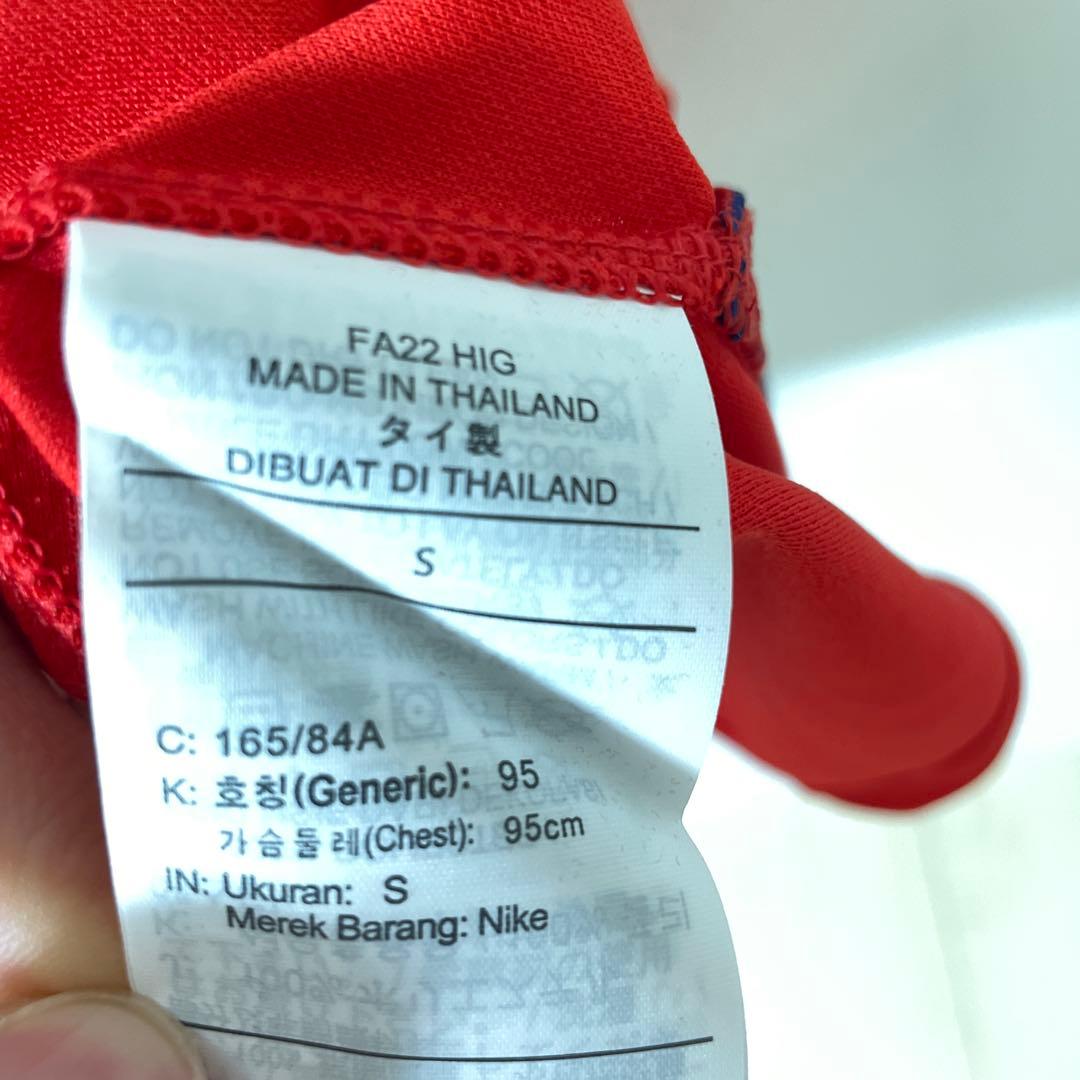 FA22 HIG
MADE IN THAILAND
タイ製
DIBUAT DI THAILAND
S
C: 165/84A
K: 호칭(Generic): 95
가슴둘레(Chest): 95cm
IN: Ukuran: S
Merek Barang: Nike